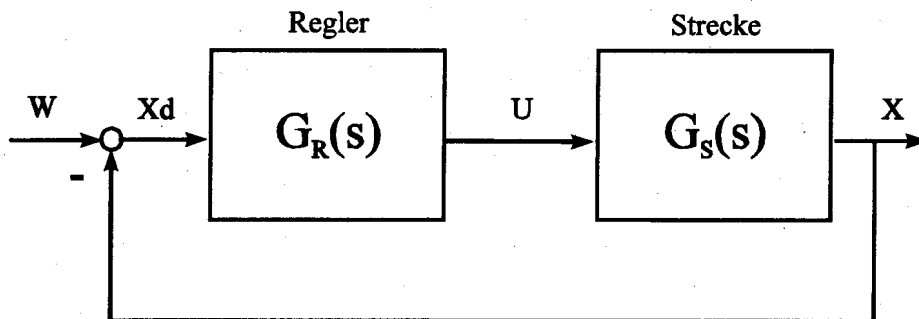 Regler
Strecke
W
Xd
G_R(s)
U
G_S(s)
X
-